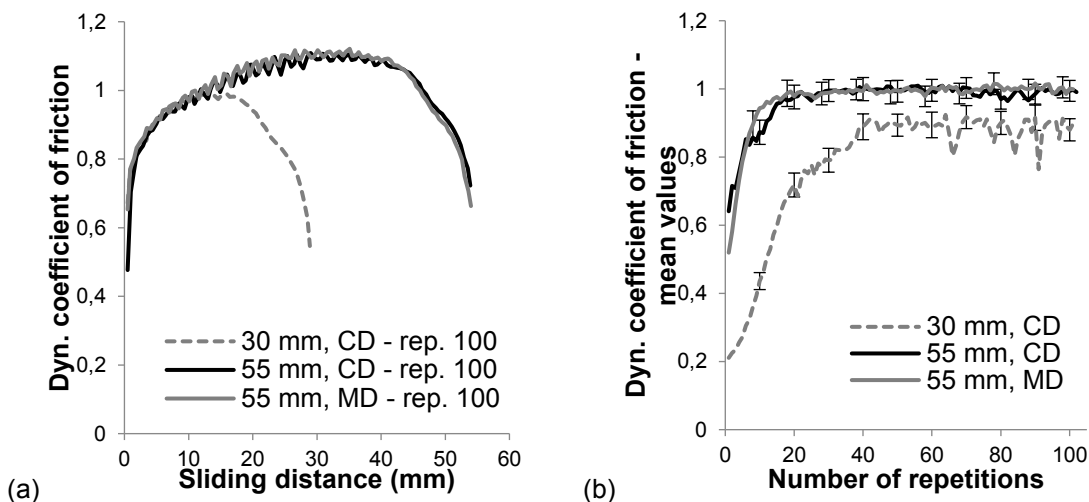 1,2
1
0,8
0,6
0,4
0,2
0
0 10 20 30 40 50 60
Dyn. coefficient of friction
Sliding distance (mm)
30 mm, CD - rep. 100
55 mm, CD - rep. 100
55 mm, MD - rep. 100
(a)
1,2
1
0,8
0,6
0,4
0,2
0
0 20 40 60 80 100
Dyn. coefficient of friction -
mean values
Number of repetitions
30 mm, CD
55 mm, CD
55 mm, MD
(b)